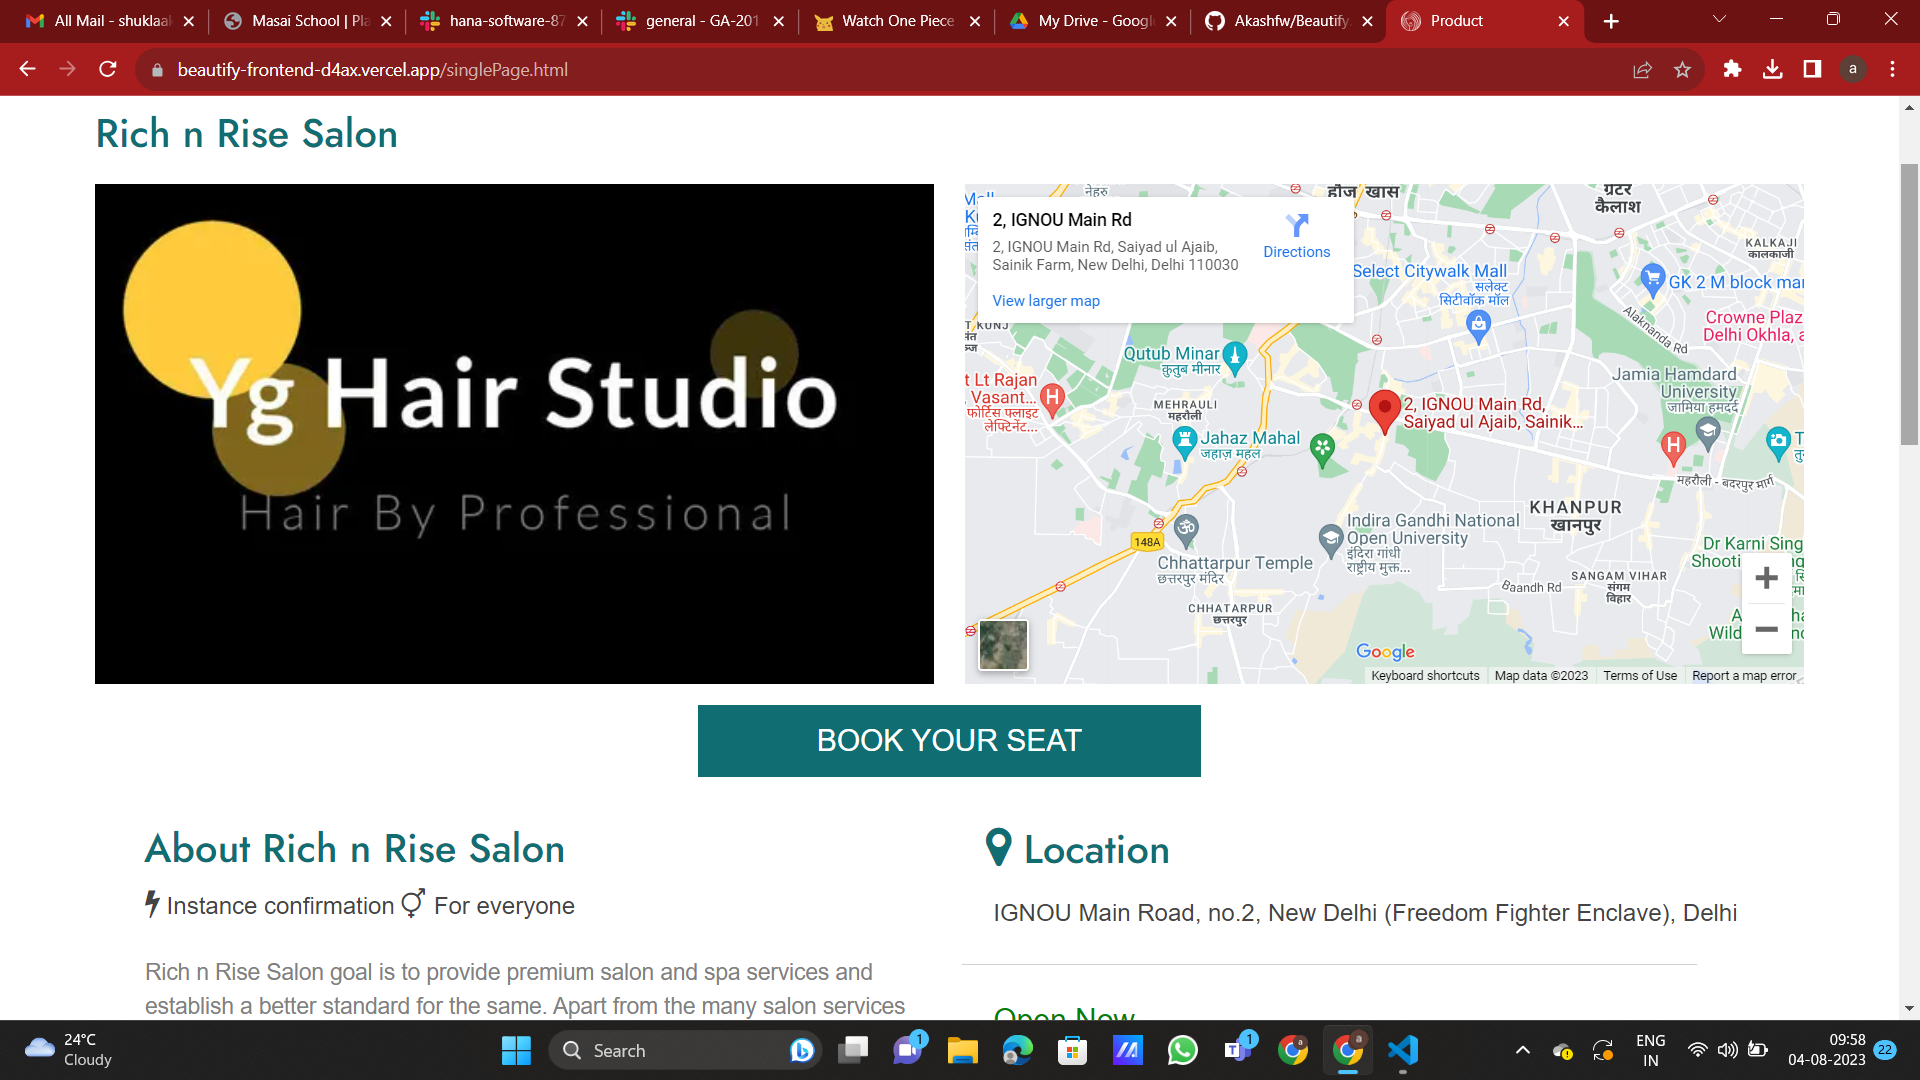 All Mail - shuklaa
Masai School | Pla
hana-software-87
general - GA-201
Watch One Piece
My Drive - Google
Akashfw/Beautify
Product
beautify-frontend-d4ax.vercel.app/singlePage.html
a
Rich n Rise Salon
Yg Hair Studio
Hair By Professional
2, IGNOU Main Rd
2, IGNOU Main Rd, Saiyad ul Ajaib,
Sainik Farm, New Delhi, Delhi 110030
View larger map
Directions
नेहरु
हौज़ खास
ग्रेटर
कैलाश
KALKAJI
कालकाजी
Select Citywalk Mall
सलेक्ट
सिटीवॉक मॉल
GK 2 M block mar
Crowne Plaz
Delhi Okhla, a
Alaknanda Rd
Qutub Minar
क़ुतुब मीनार
Jamia Hamdard
University
जामिया हमदर्द
t Lt Rajan
Vasant...
फोर्टिस फ्लाइट
लेफ्टिनेंट...
MEHRAULI
महरौली
2, IGNOU Main Rd,
Saiyad ul Ajaib, Sainik...
Jahaz Mahal
जहाज़ महल
महरौली - बदरपुर मार्ग
KHANPUR
खानपुर
Indira Gandhi National
Open University
इंदिरा गांधी
राष्ट्रीय मुक्त...
148A
Chhattarpur Temple
छत्तरपुर मंदिर
Dr Karni Sing
Shooti
SANGAM VIHAR
संगम
विहार
Baandh Rd
CHHATARPUR
छत्तरपुर
Wild
Google
Keyboard shortcuts
Map data ©2023
Terms of Use
Report a map error
BOOK YOUR SEAT
About Rich n Rise Salon
Instance confirmation
For everyone
Rich n Rise Salon goal is to provide premium salon and spa services and
establish a better standard for the same. Apart from the many salon services
Location
IGNOU Main Road, no.2, New Delhi (Freedom Fighter Enclave), Delhi
Open Now
24°C
Cloudy
Search
1
1
ENG
IN
09:58
04-08-2023
22